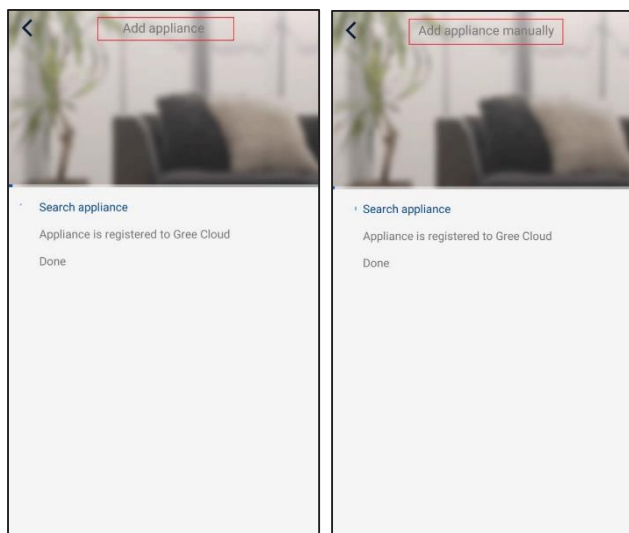 Add appliance
Search appliance
Appliance is registered to Gree Cloud
Done
Add appliance manually
Search appliance
Appliance is registered to Gree Cloud
Done